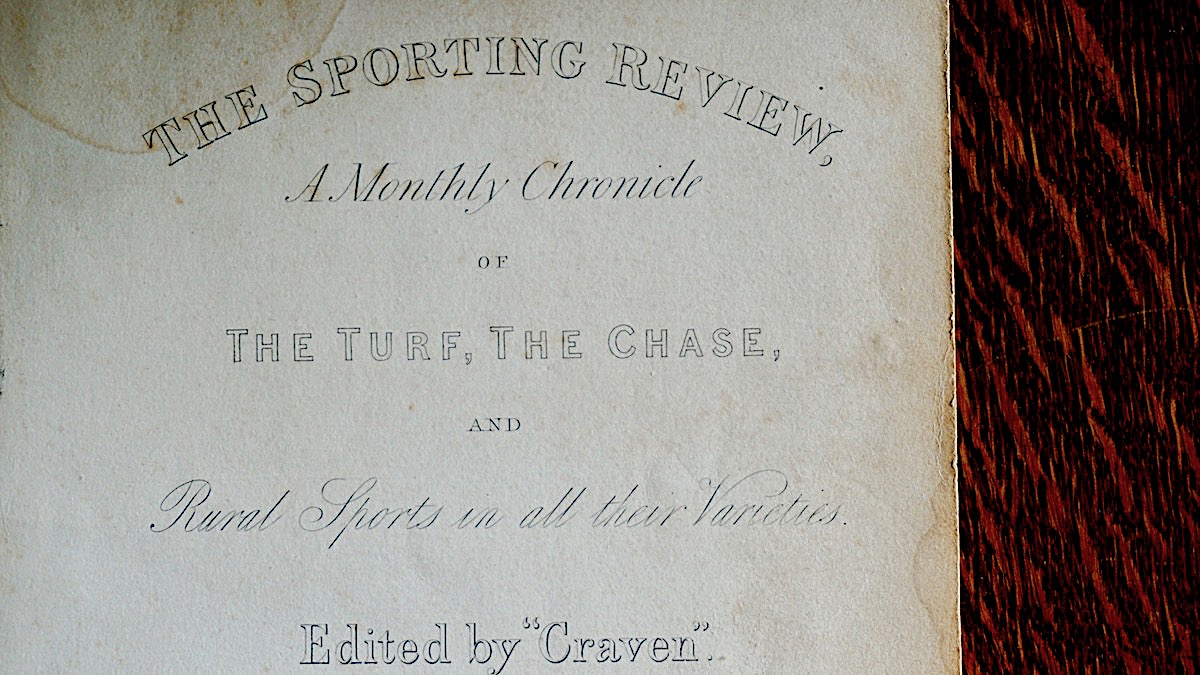 THE SPORTING REVIEW,
A Monthly Chronicle
OF
THE TURF, THE CHASE,
AND
Rural Sports in all their Varieties.
Edited by "Craven".